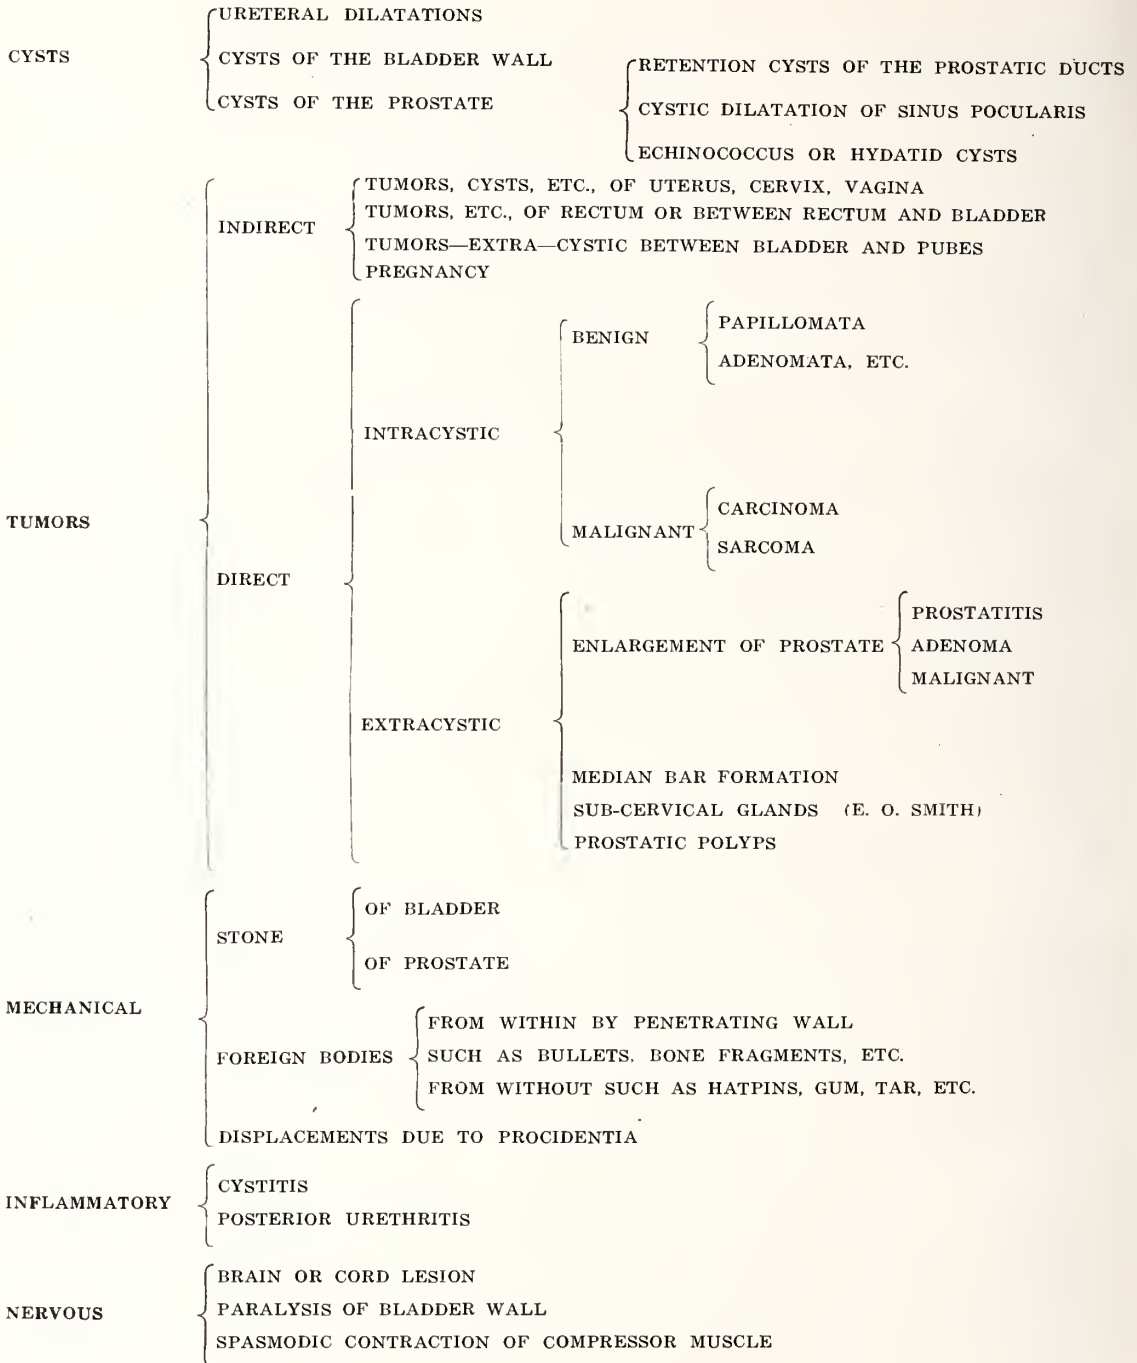 CYSTS
URETERAL DILATATIONS
CYSTS OF THE BLADDER WALL
CYSTS OF THE PROSTATE
RETENTION CYSTS OF THE PROSTATIC DUCTS
CYSTIC DILATATION OF SINUS POCULARIS
ECHINOCOCCUS OR HYDATID CYSTS
TUMORS
INDIRECT
TUMORS, CYSTS, ETC., OF UTERUS, CERVIX, VAGINA
TUMORS, ETC., OF RECTUM OR BETWEEN RECTUM AND BLADDER
TUMORS—EXTRA—CYSTIC BETWEEN BLADDER AND PUBES
PREGNANCY
DIRECT
INTRACYSTIC
BENIGN
PAPILLOMATA
ADENOMATA, ETC.
MALIGNANT
CARCINOMA
SARCOMA
EXTRACYSTIC
ENLARGEMENT OF PROSTATE
PROSTATITIS
ADENOMA
MALIGNANT
MEDIAN BAR FORMATION
SUB-CERVICAL GLANDS (E. O. SMITH)
PROSTATIC POLYPS
MECHANICAL
STONE
OF BLADDER
OF PROSTATE
FOREIGN BODIES
FROM WITHIN BY PENETRATING WALL
SUCH AS BULLETS, BONE FRAGMENTS, ETC.
FROM WITHOUT SUCH AS HATPINS, GUM, TAR, ETC.
DISPLACEMENTS DUE TO PROCIDENTIA
INFLAMMATORY
CYSTITIS
POSTERIOR URETHRITIS
NERVOUS
BRAIN OR CORD LESION
PARALYSIS OF BLADDER WALL
SPASMODIC CONTRACTION OF COMPRESSOR MUSCLE